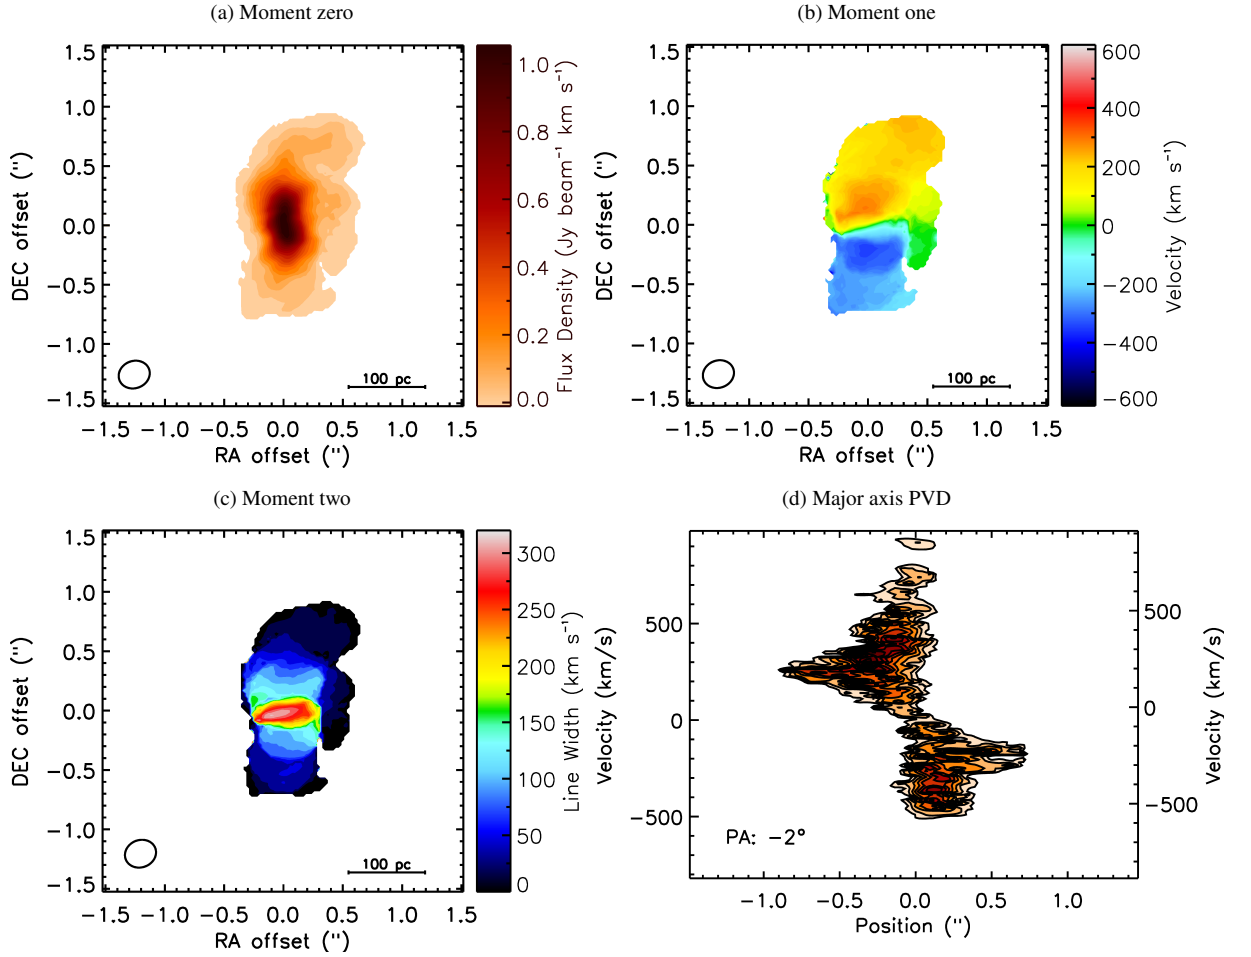 (a) Moment zero
1.5
1.0
0.5
0.0
−0.5
−1.0
−1.5
DEC offset (")
−1.5 −1.0 −0.5 0.0 0.5 1.0 1.5
RA offset (")
100 pc
1.0
0.8
0.6
0.4
0.2
0.0
Flux Density (Jy beam⁻¹ km s⁻¹)
(b) Moment one
1.5
1.0
0.5
0.0
−0.5
−1.0
−1.5
DEC offset (")
−1.5 −1.0 −0.5 0.0 0.5 1.0 1.5
RA offset (")
100 pc
600
400
200
0
−200
−400
−600
Velocity (km s⁻¹)
(c) Moment two
1.5
1.0
0.5
0.0
−0.5
−1.0
−1.5
DEC offset (")
−1.5 −1.0 −0.5 0.0 0.5 1.0 1.5
RA offset (")
100 pc
300
250
200
150
100
50
0
Line Width (km s⁻¹)
(d) Major axis PVD
500
0
−500
Velocity (km/s)
PA: −2°
−1.0 −0.5 0.0 0.5 1.0
Position (")
500
0
−500
Velocity (km/s)